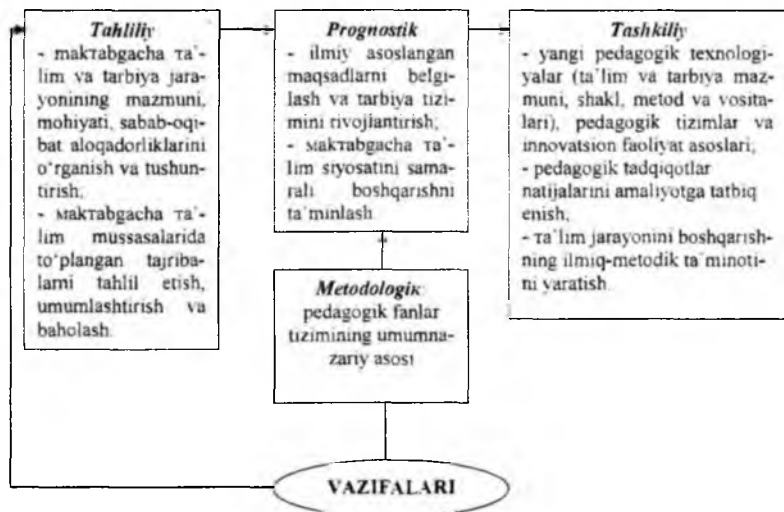 Tahliliy
- maktabgacha ta'-
lim va tarbiya jara-
yonining mazmuni,
mohiyati, sabab-oqi-
bat aloqadorliklarini
o'rganish va tushun-
tirish;
- maktabgacha ta'-
lim mussasalarida
to'plangan tajriba-
larni tahlil etish,
umumlashtirish va
baholash.
Prognostik
- ilmiy asoslangan
maqsadlarni belgi-
lash va tarbiya tizi-
mini rivojlantirish;
- maktabgacha ta'-
lim siyosatini sama-
rali boshqarishni
ta'minlash
Tashkiliy
- yangi pedagogik texnologi-
yalar (ta'lim va tarbiya maz-
muni, shakl, metod va vosita-
lari), pedagogik tizimlar va
innovatsion faoliyat asoslari;
- pedagogik tadqiqotlar
natijalarini amaliyotga tatbiq
enish;
- ta'lim jarayonini boshqarish-
ning ilmiq-metodik ta'minoti-
ni yaratish.
Metodologik
pedagogik fanlar
tizimining umumna-
zariy asosi
VAZIFALARI